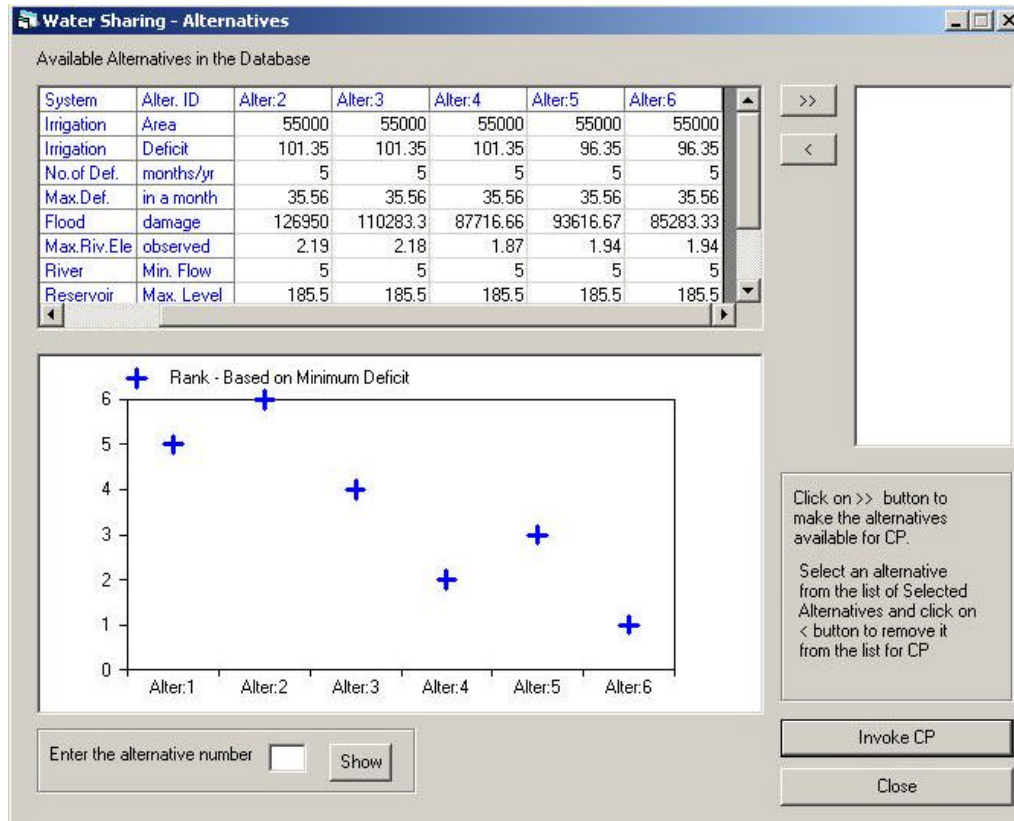 Water Sharing - Alternatives
Available Alternatives in the Database
System Alter. ID Alter:2 Alter:3 Alter:4 Alter:5 Alter:6
Irrigation Area 55000 55000 55000 55000 55000
Irrigation Deficit 101.35 101.35 101.35 96.35 96.35
No.of Def. months/yr 5 5 5 5 5
Max.Def. in a month 35.56 35.56 35.56 35.56 35.56
Flood damage 126950 110283.3 87716.66 93616.67 85283.33
Max.Riv.Ele observed 2.19 2.18 1.87 1.94 1.94
River Min. Flow 5 5 5 5 5
Reservoir Max. Level 185.5 185.5 185.5 185.5 185.5
>>
<
Rank - Based on Minimum Deficit
6
5
4
3
2
1
0
Alter:1 Alter:2 Alter:3 Alter:4 Alter:5 Alter:6
Click on >> button to
make the alternatives
available for CP.
Select an alternative
from the list of Selected
Alternatives and click on
< button to remove it
from the list for CP
Enter the alternative number
Show
Invoke CP
Close